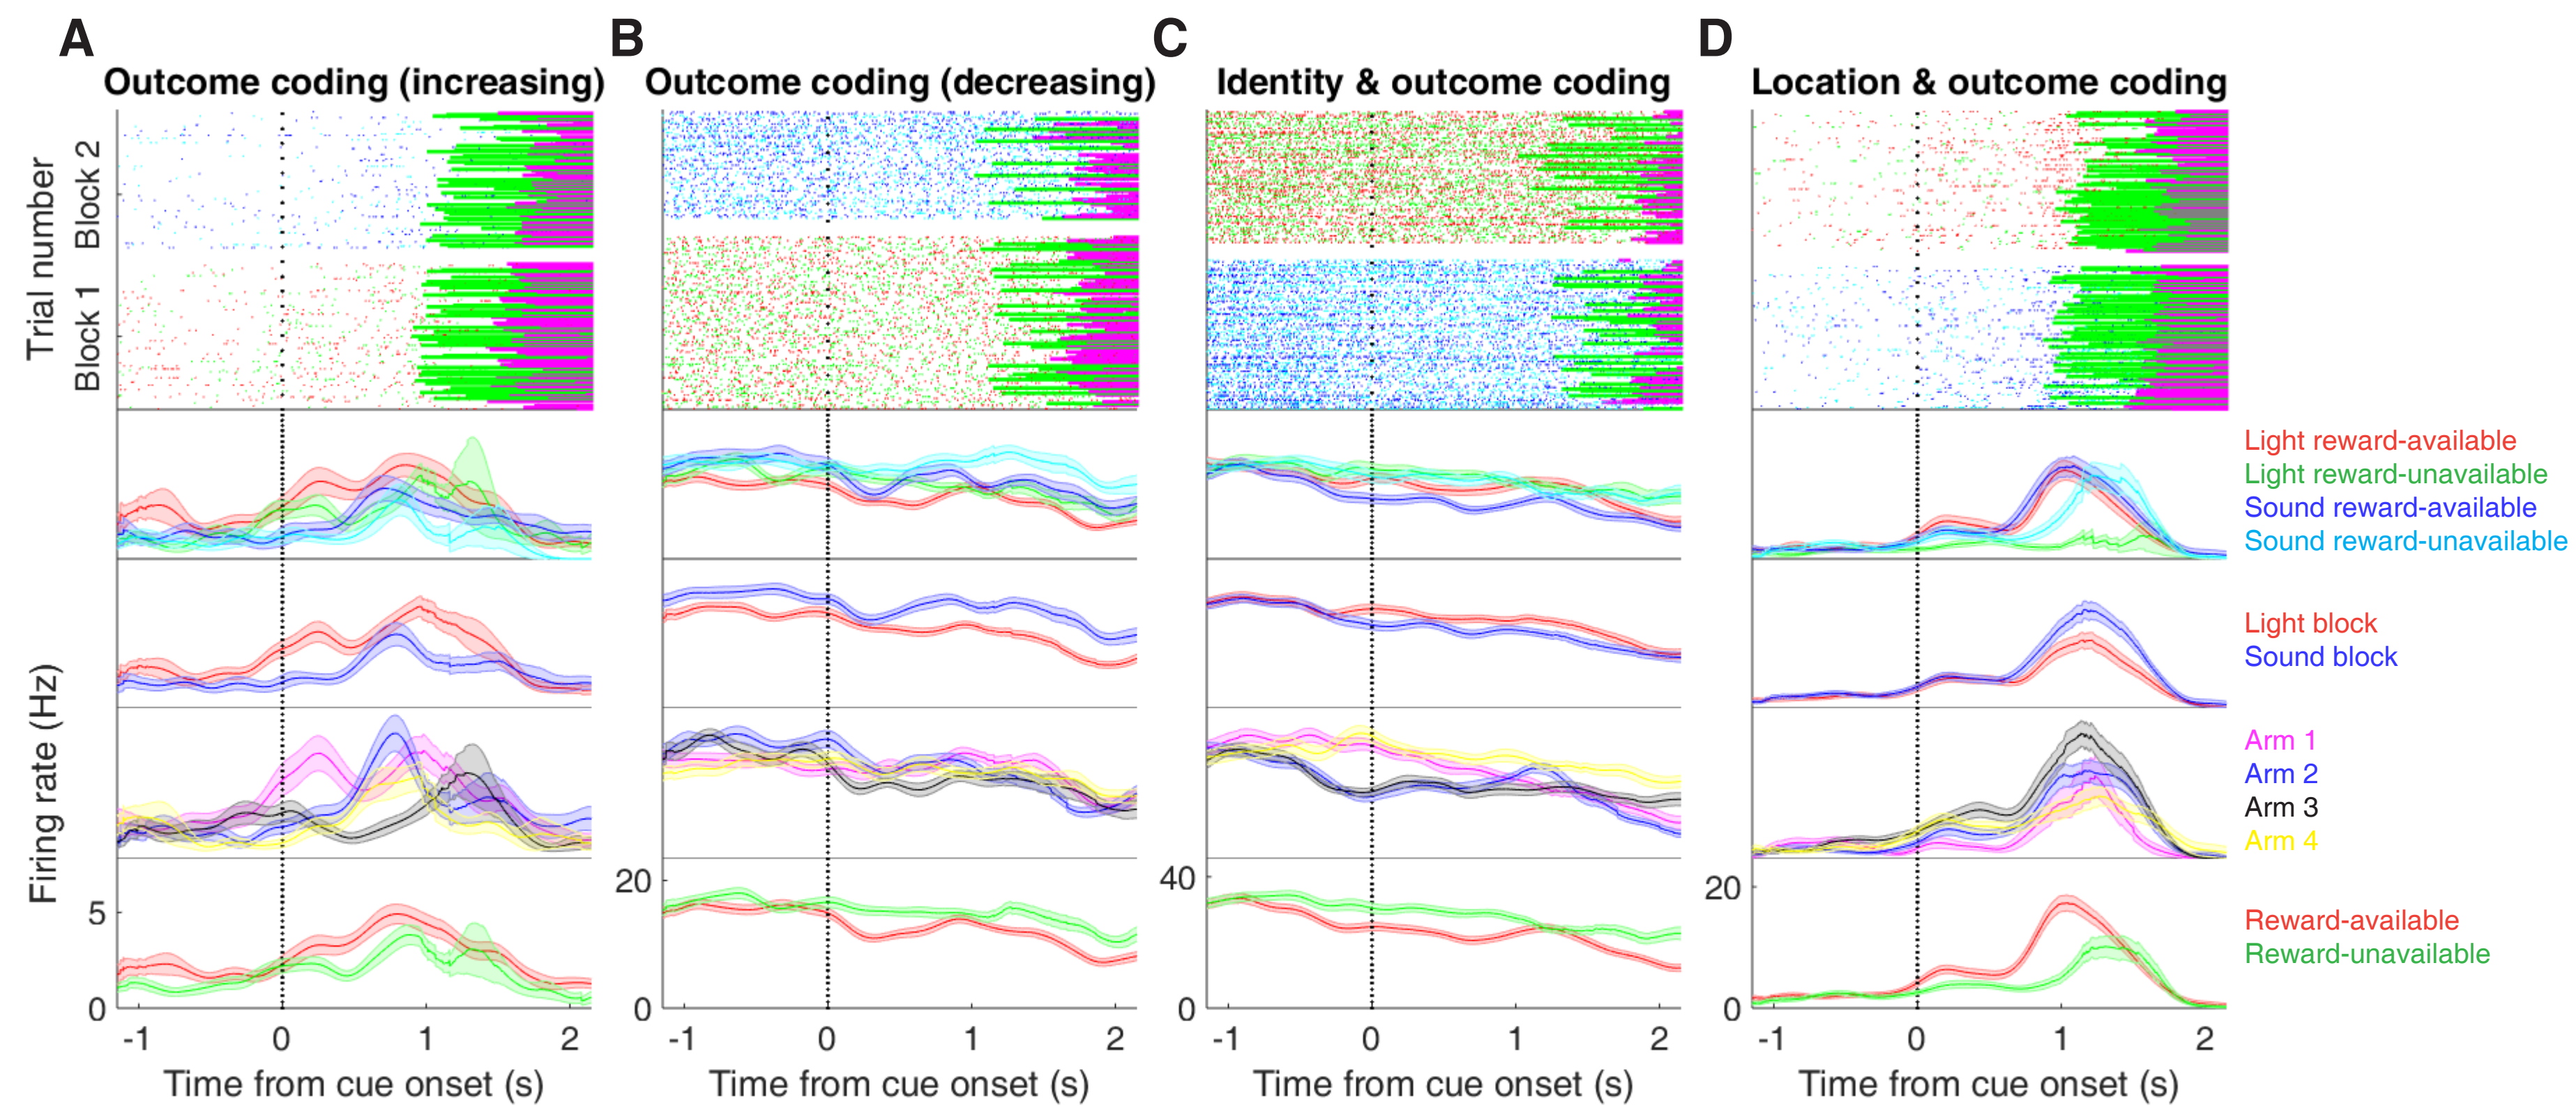 A
B
C
D
Outcome coding (increasing)
Outcome coding (decreasing)
Identity & outcome coding
Location & outcome coding
Trial number
Block 2
Block 1
Light reward-available
Light reward-unavailable
Sound reward-available
Sound reward-unavailable
Light block
Sound block
Arm 1
Arm 2
Arm 3
Arm 4
Reward-available
Reward-unavailable
Firing rate (Hz)
5
0
20
0
40
0
20
0
-1 0 1 2
-1 0 1 2
-1 0 1 2
-1 0 1 2
Time from cue onset (s)
Time from cue onset (s)
Time from cue onset (s)
Time from cue onset (s)